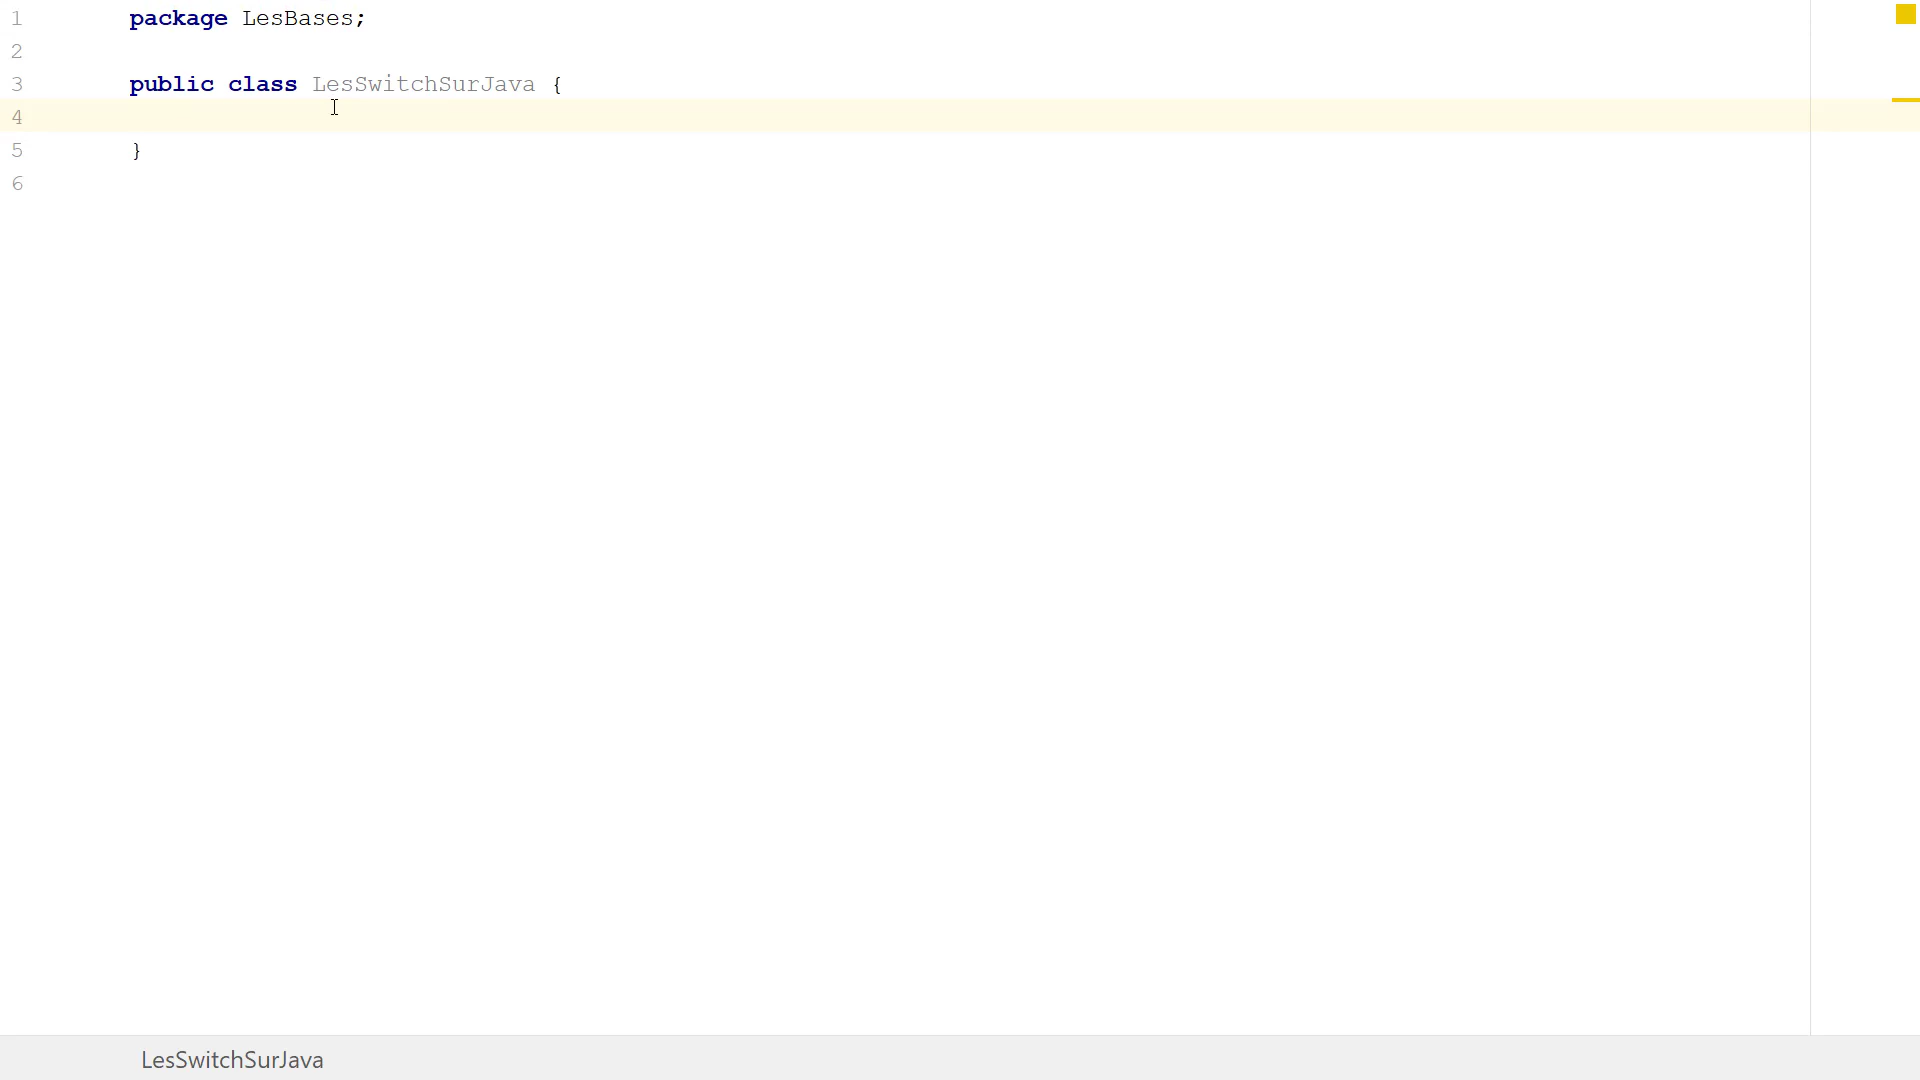 1 package LesBases;
2
3 public class LesSwitchSurJava {
4
5 }
6
LesSwitchSurJava